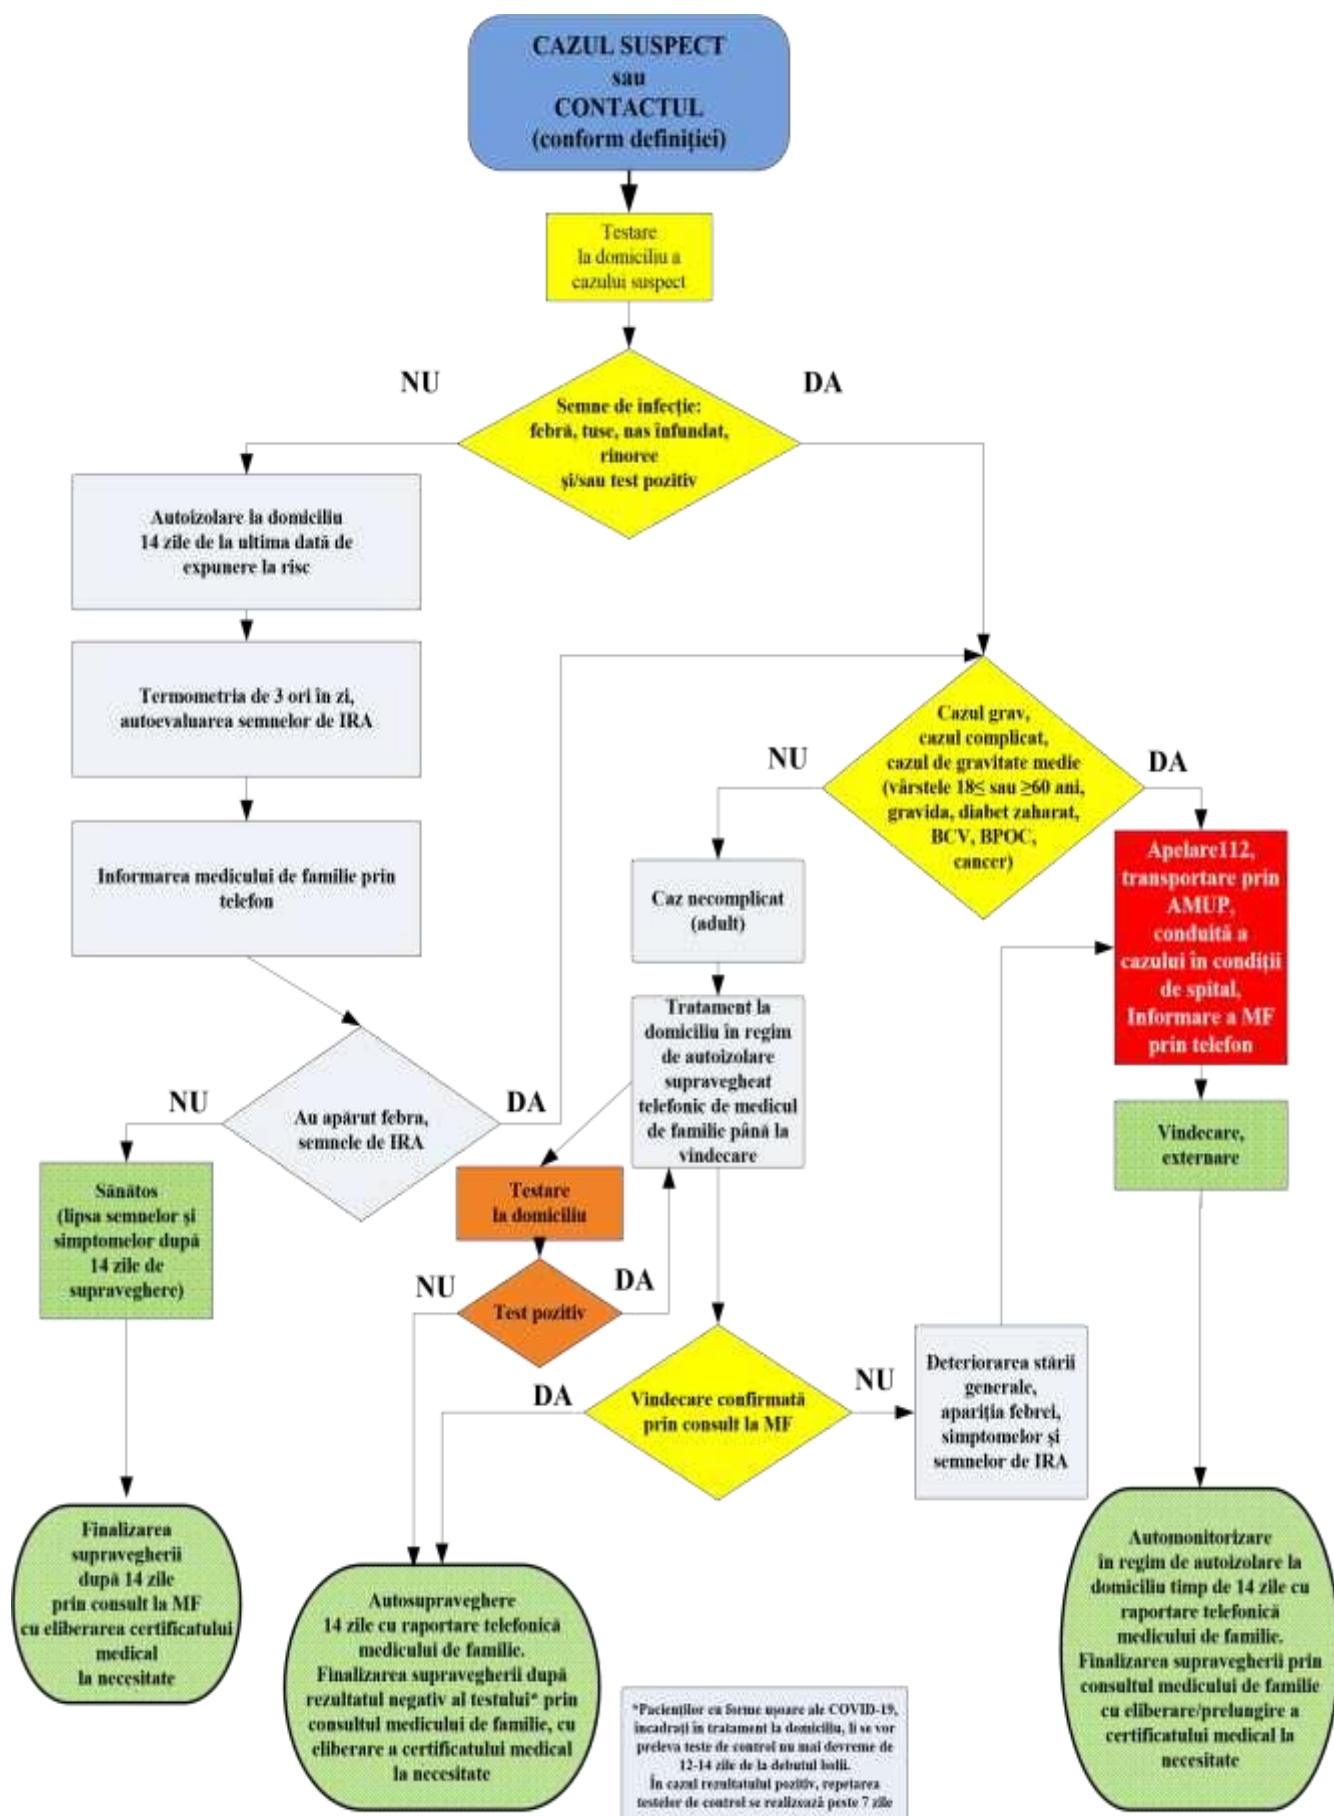 CAZUL SUSPECT
sau
CONTACTUL
(conform definiției)
Testare
la domiciliu a
cazului suspect
NU
DA
Semne de infecție:
febră, tuse, nas înfundat,
rinoree
și/sau test pozitiv
Autoizolare la domiciliu
14 zile de la ultima dată de
expunere la risc
Termometria de 3 ori în zi,
autoevaluarea semnelor de IRA
Informarea medicului de familie prin
telefon
Cazul grav,
cazul complicat,
cazul de gravitate medie
(vârstele 18≤ sau ≥60 ani,
gravida, diabet zaharat,
BCV, BPOC,
cancer)
NU
DA
Apelare112,
transportare prin
AMUP,
conduită a
cazului în condiții
de spital,
Informare a MF
prin telefon
Caz necomplicat
(adult)
Tratament la
domiciliu în regim
de autoizolare
supravegheat
telefonic de medicul
de familie până la
vindecare
NU
DA
Au apărut febra,
semnele de IRA
Vindecare,
externare
Sănătos
(lipsa semnelor și
simptomelor după
14 zile de
supraveghere)
Testare
la domiciliu
NU
DA
Test pozitiv
DA
NU
Vindecare confirmată
prin consult la MF
Deteriorarea stării
generale,
apariția febrei,
simptomelor și
semnelor de IRA
Finalizarea
supravegherii
după 14 zile
prin consult la MF
cu eliberarea certificatului
medical
la necesitate
Autosupraveghere
14 zile cu raportare telefonică
medicului de familie.
Finalizarea supravegherii după
rezultatul negativ al testului* prin
consultul medicului de familie, cu
eliberare a certificatului medical
la necesitate
Automonitorizare
în regim de autoizolare la
domiciliu timp de 14 zile cu
raportare telefonică
medicului de familie.
Finalizarea supravegherii prin
consultul medicului de familie
cu eliberare/prelungire a
certificatului medical la
necesitate
*Pacienților cu forme ușoare ale COVID-19,
încadrați în tratament la domiciliu, li se vor
preleva teste de control nu mai devreme de
12-14 zile de la debutul bolii.
În cazul rezultatului pozitiv, repetarea
testelor de control se realizează peste 7 zile